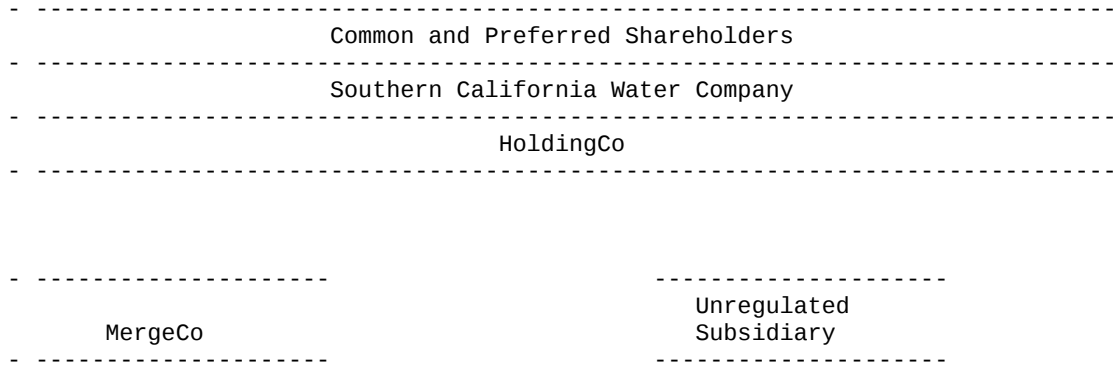 - -----------------------------------------------------------------------------
Common and Preferred Shareholders
- -----------------------------------------------------------------------------
Southern California Water Company
- -----------------------------------------------------------------------------
HoldingCo
- -----------------------------------------------------------------------------
- --------------------- ---------------------
Unregulated
MergeCo Subsidiary
- --------------------- ---------------------